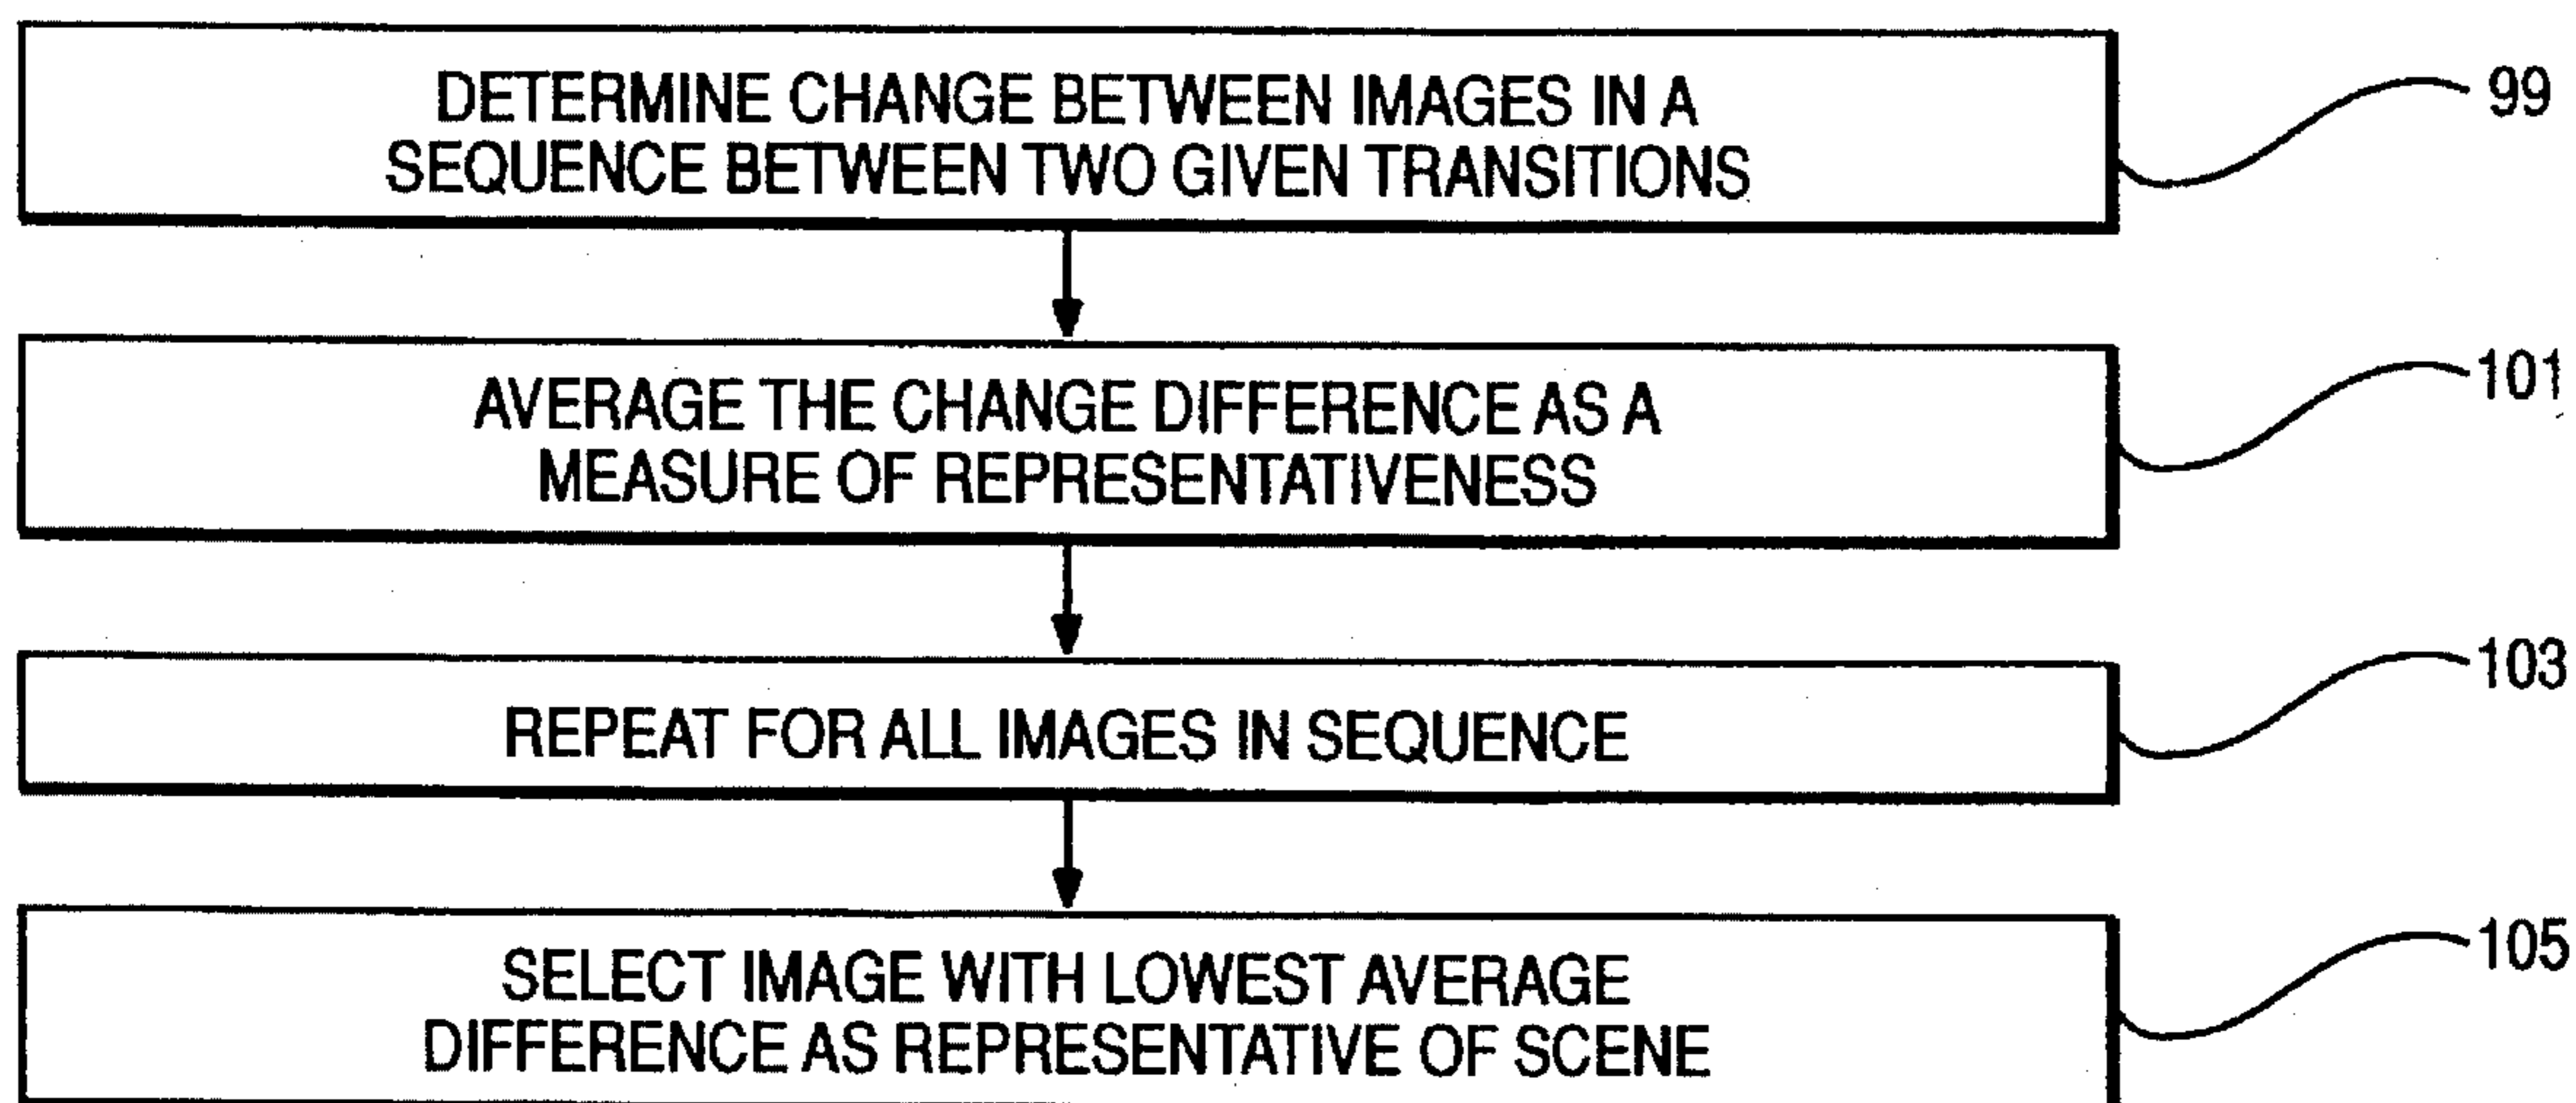 DETERMINE CHANGE BETWEEN IMAGES IN A
SEQUENCE BETWEEN TWO GIVEN TRANSITIONS
99
AVERAGE THE CHANGE DIFFERENCE AS A
MEASURE OF REPRESENTATIVENESS
101
REPEAT FOR ALL IMAGES IN SEQUENCE
103
SELECT IMAGE WITH LOWEST AVERAGE
DIFFERENCE AS REPRESENTATIVE OF SCENE
105